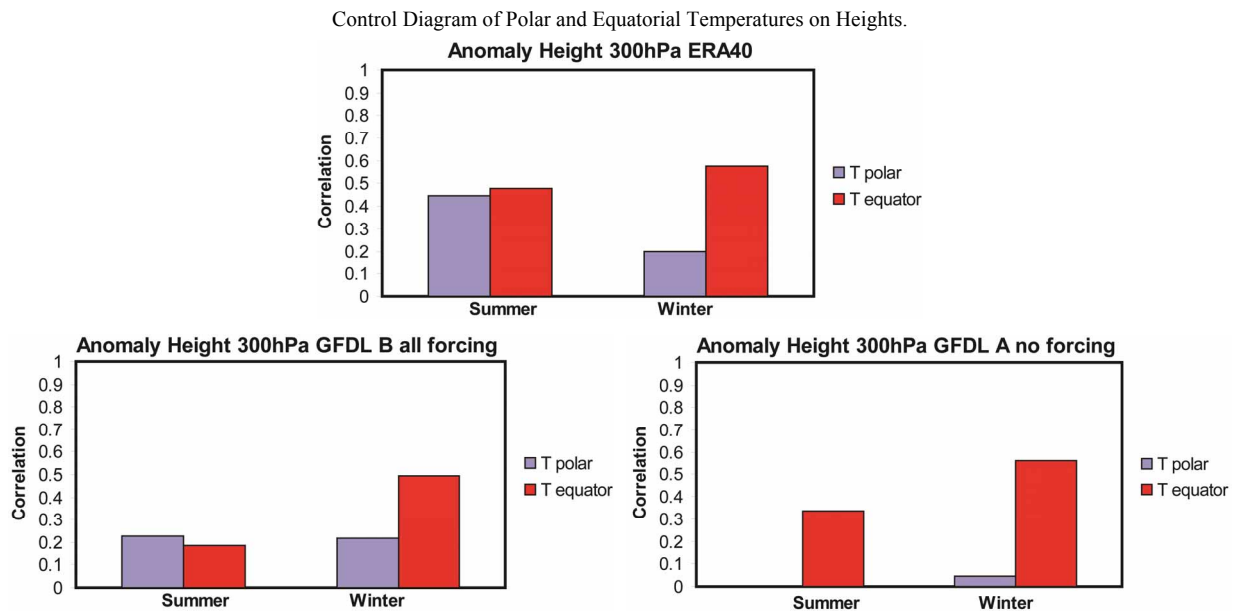 Control Diagram of Polar and Equatorial Temperatures on Heights.
Anomaly Height 300hPa ERA40
1
0.9
0.8
0.7
0.6
0.5
0.4
0.3
0.2
0.1
0
Correlation
Summer
Winter
T polar
T equator
Anomaly Height 300hPa GFDL B all forcing
1
0.9
0.8
0.7
0.6
0.5
0.4
0.3
0.2
0.1
0
Correlation
Summer
Winter
T polar
T equator
Anomaly Height 300hPa GFDL A no forcing
1
0.9
0.8
0.7
0.6
0.5
0.4
0.3
0.2
0.1
0
Correlation
Summer
Winter
T polar
T equator